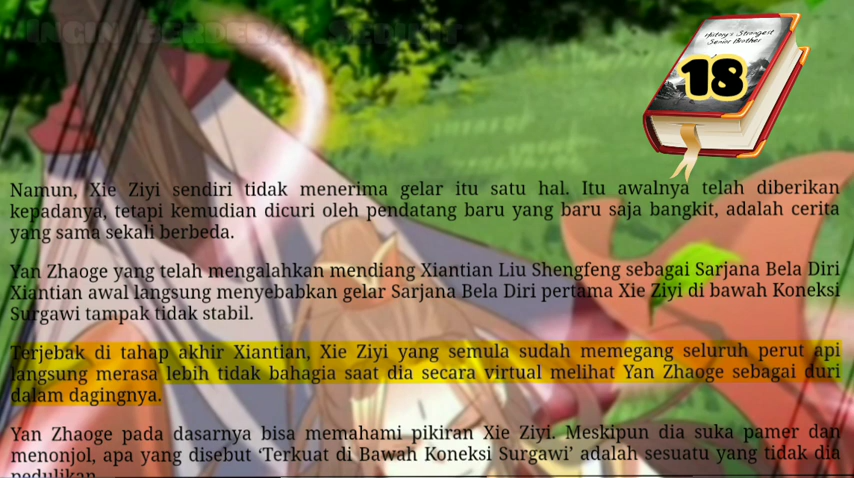 History's Strongest
Senior Brother
18
Namun, Xie Ziyi sendiri tidak menerima gelar itu satu hal. Itu awalnya telah diberikan
kepadanya, tetapi kemudian dicuri oleh pendatang baru yang baru saja bangkit, adalah cerita
yang sama sekali berbeda.
Yan Zhaoge yang telah mengalahkan mendiang Xiantian Liu Shengfeng sebagai Sarjana Bela Diri
Xiantian awal langsung menyebabkan gelar Sarjana Bela Diri pertama Xie Ziyi di bawah Koneksi
Surgawi tampak tidak stabil.
Terjebak di tahap akhir Xiantian, Xie Ziyi yang semula sudah memegang seluruh perut api
langsung merasa lebih tidak bahagia saat dia secara virtual melihat Yan Zhaoge sebagai duri
dalam dagingnya.
Yan Zhaoge pada dasarnya bisa memahami pikiran Xie Ziyi. Meskipun dia suka pamer dan
menonjol, apa yang disebut ‘Terkuat di Bawah Koneksi Surgawi’ adalah sesuatu yang tidak dia
pedulikan.